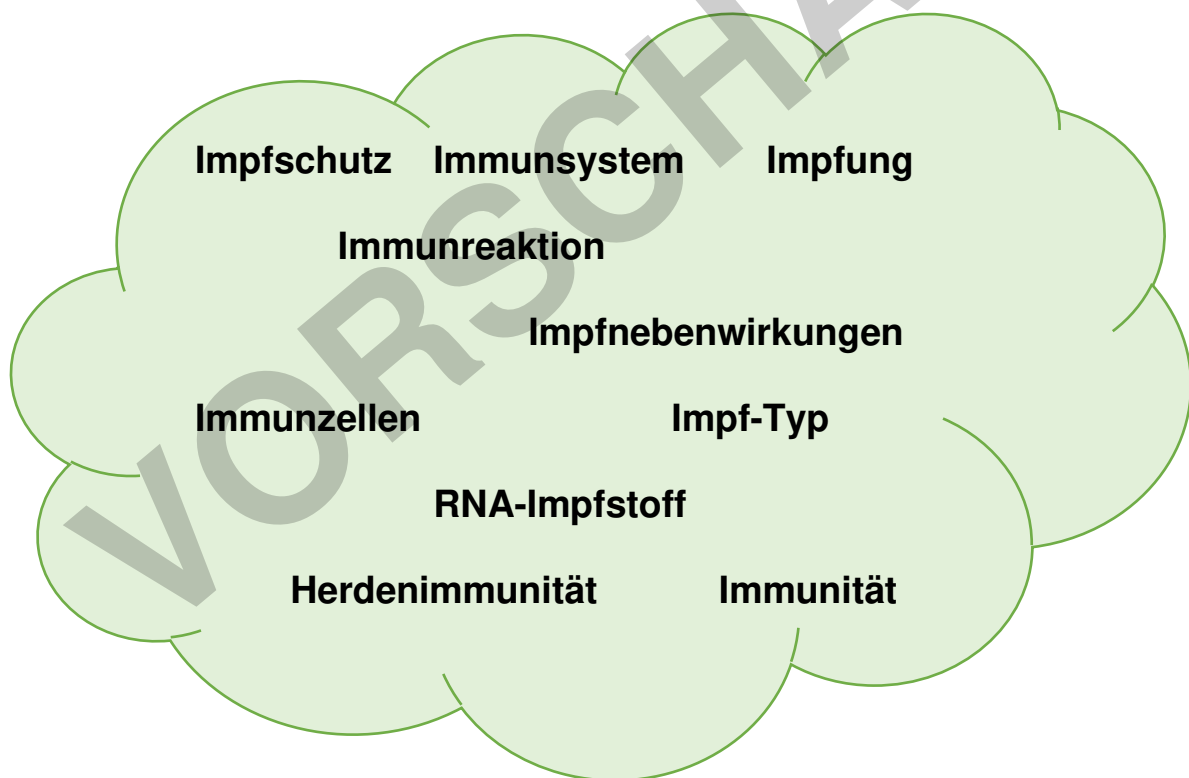 Impfschutz Immunsystem Impfung
Immunreaktion
Impfnebenwirkungen
Immunzellen Impf-Typ
RNA-Impfstoff
Herdenimmunität Immunität
VORSCHA